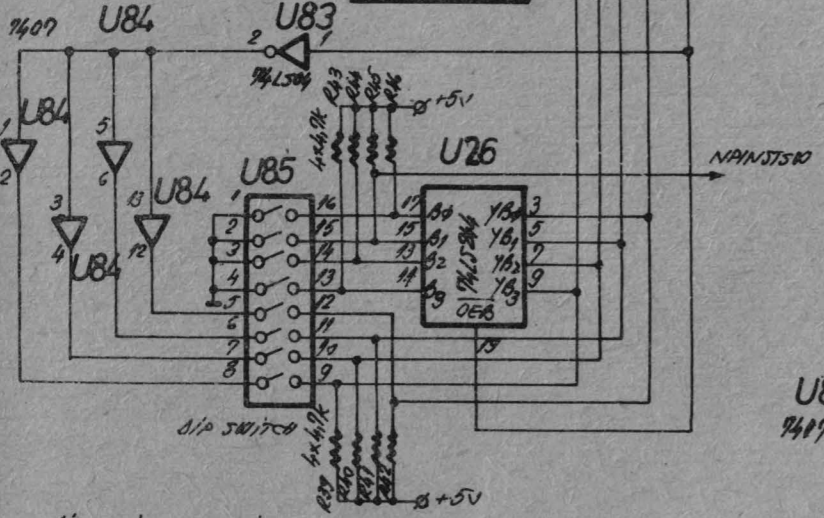 7407
U84
U83
2
1
74LS04
R43
R44
R45
R46
+5V
4x4,7k
1
U84
2
5
6
U85
U26
3
4
U84
13
U84
12
1
2
3
4
5
6
7
8
16
15
14
13
12
11
10
9
17
15
13
11
B0
B1
B2
B3
74LS244
YB0
YB1
YB2
YB3
OEB
3
5
7
9
19
DIP SWITCH
4x4,7k
R39
R40
R41
R42
+5V